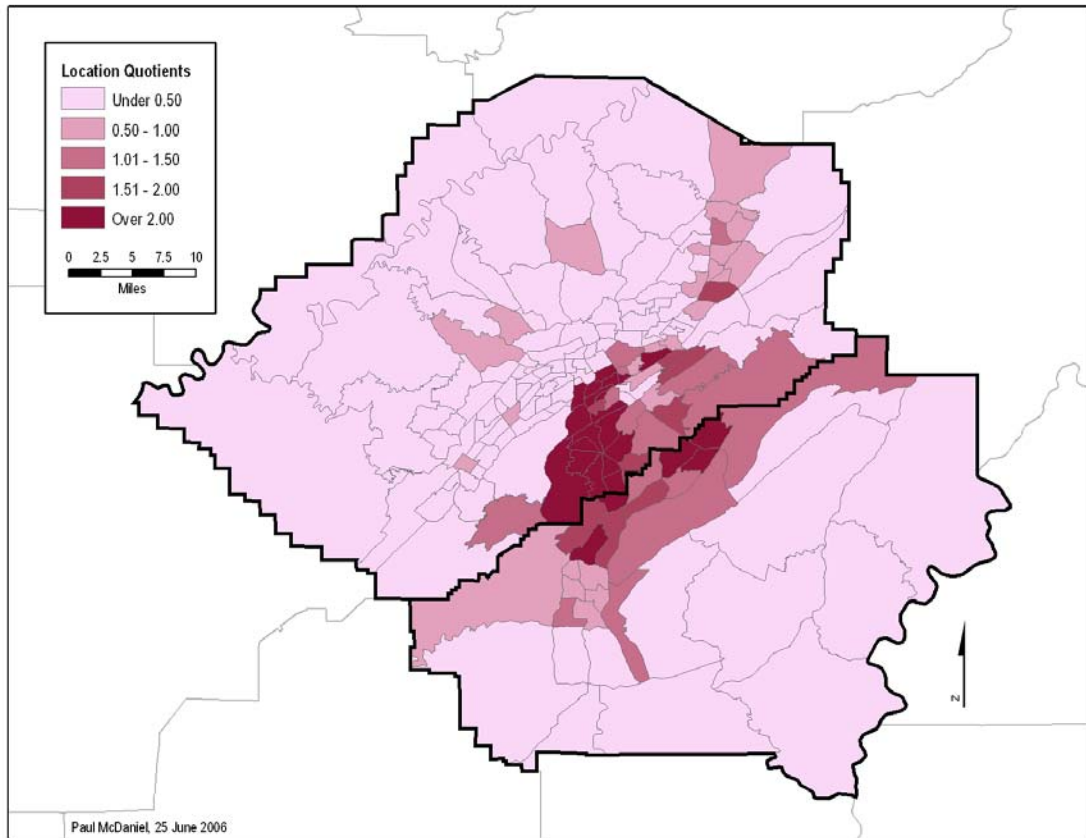 Location Quotients
Under 0.50
0.50 - 1.00
1.01 - 1.50
1.51 - 2.00
Over 2.00
0 2.5 5 7.5 10
Miles
N
Paul McDaniel, 25 June 2006